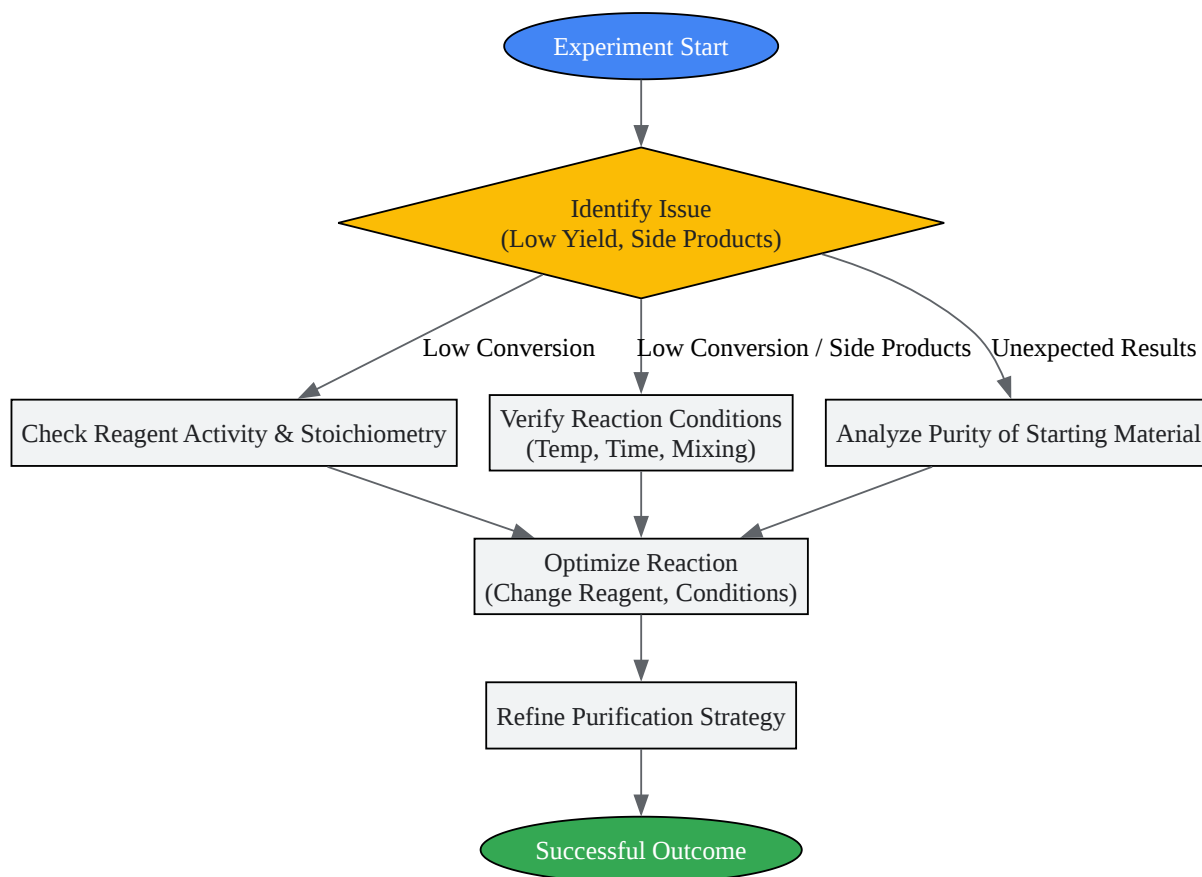 Experiment Start
Identify Issue
(Low Yield, Side Products)
Low Conversion
Low Conversion / Side Products
Unexpected Results
Check Reagent Activity & Stoichiometry
Verify Reaction Conditions
(Temp, Time, Mixing)
Analyze Purity of Starting Material
Optimize Reaction
(Change Reagent, Conditions)
Refine Purification Strategy
Successful Outcome